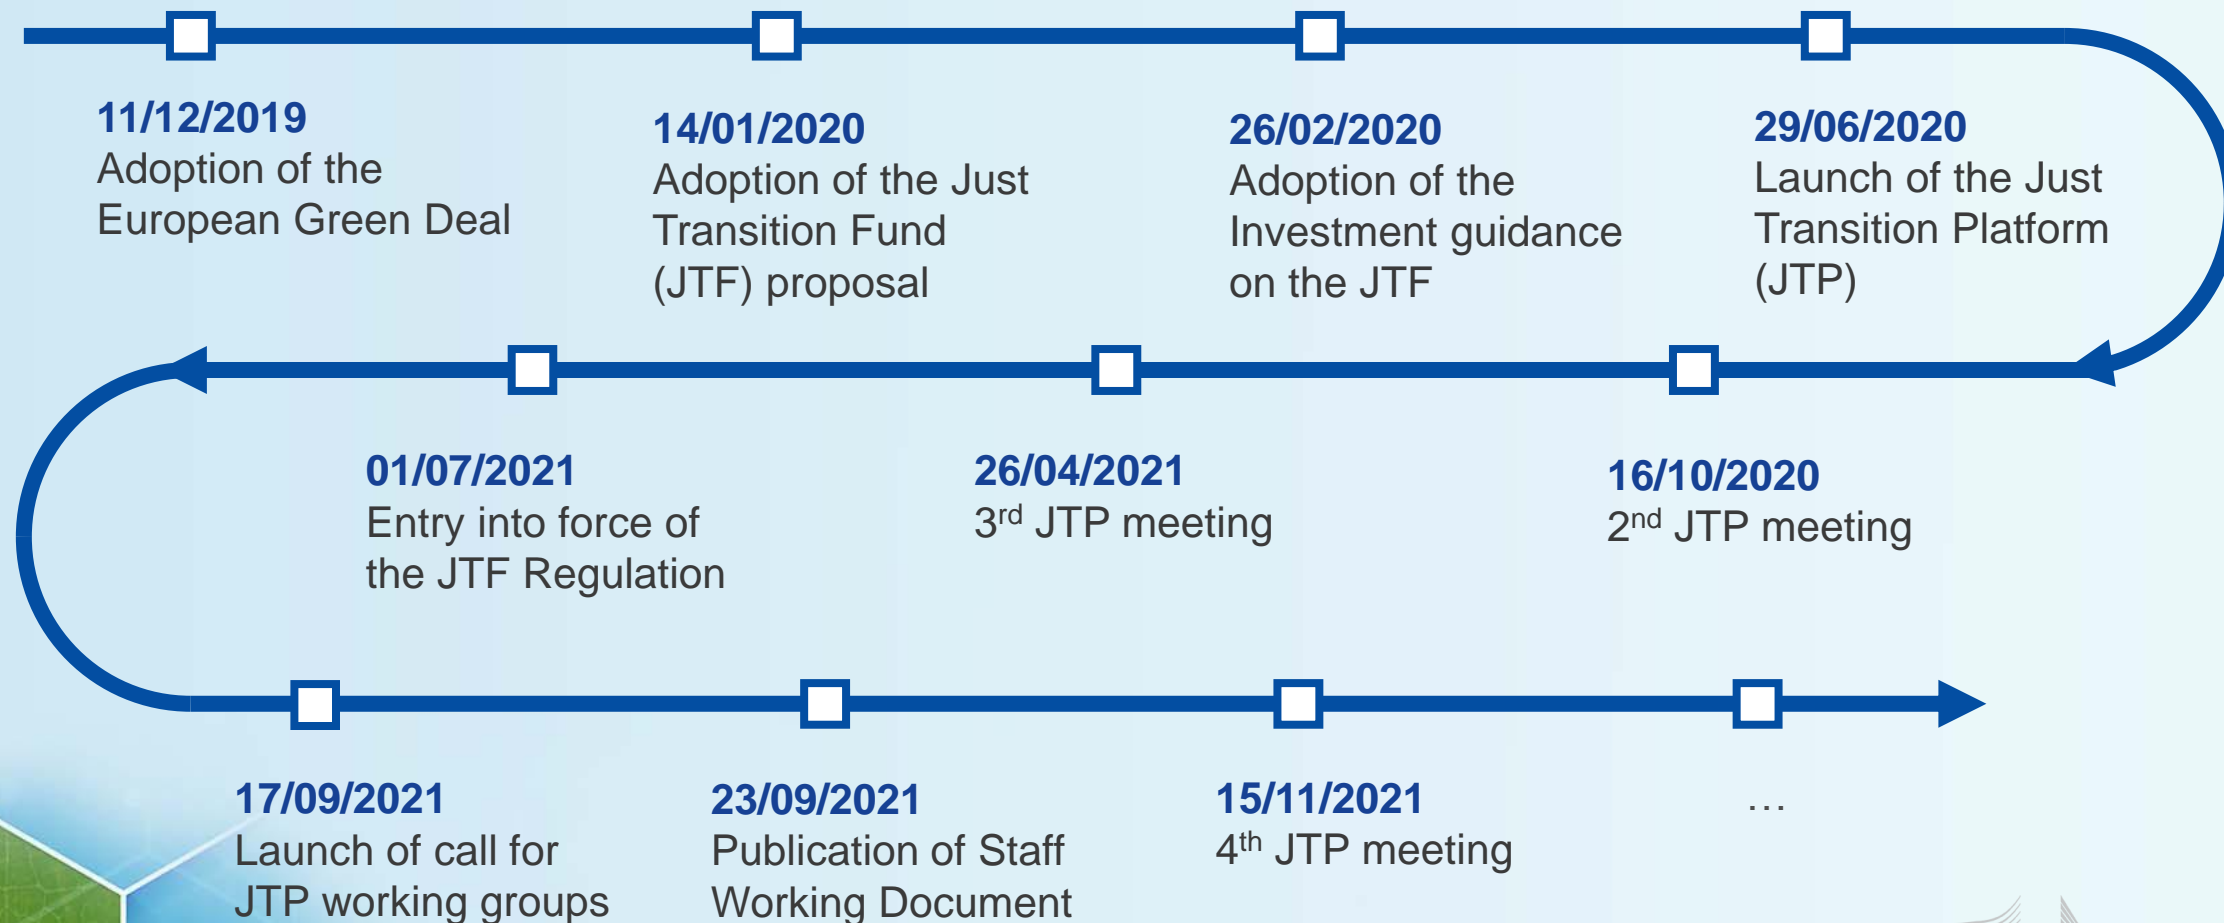 11/12/2019
Adoption of the
European Green Deal
14/01/2020
Adoption of the Just
Transition Fund
(JTF) proposal
26/02/2020
Adoption of the
Investment guidance
on the JTF
29/06/2020
Launch of the Just
Transition Platform
(JTP)
01/07/2021
Entry into force of
the JTF Regulation
26/04/2021
3rd JTP meeting
16/10/2020
2nd JTP meeting
17/09/2021
Launch of call for
JTP working groups
23/09/2021
Publication of Staff
Working Document
15/11/2021
4th JTP meeting
…